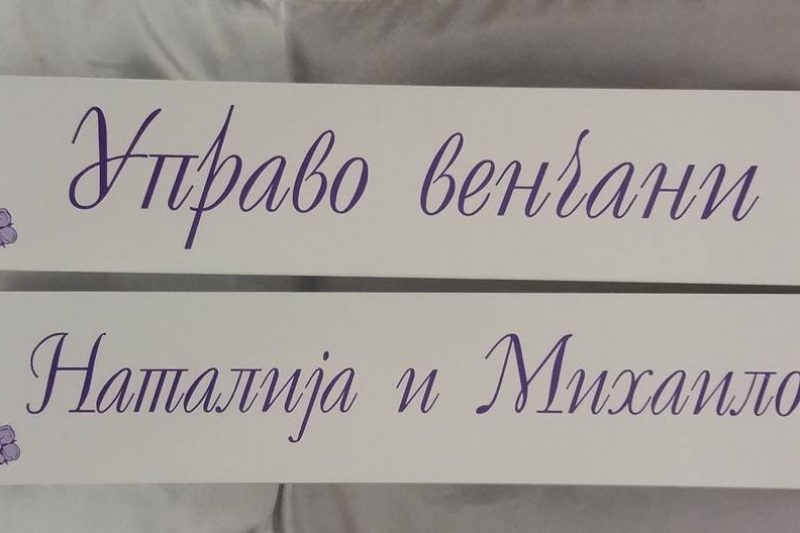 Управо венчани
Наталија и Михаило